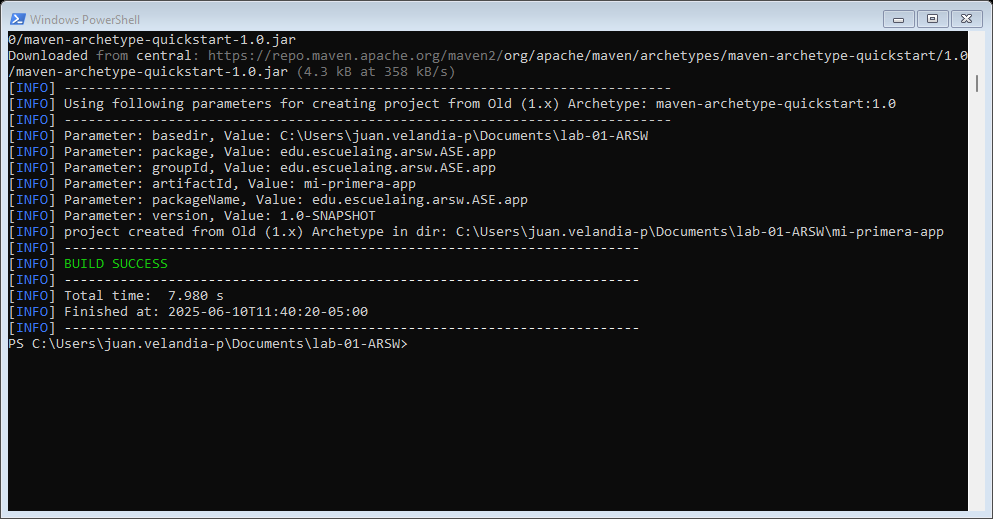 Windows PowerShell
0/maven-archetype-quickstart-1.0.jar
Downloaded from central: https://repo.maven.apache.org/maven2/org/apache/maven/archetypes/maven-archetype-quickstart/1.0
/maven-archetype-quickstart-1.0.jar (4.3 kB at 358 kB/s)
[INFO] ----------------------------------------------------------------------------
[INFO] Using following parameters for creating project from Old (1.x) Archetype: maven-archetype-quickstart:1.0
[INFO] ----------------------------------------------------------------------------
[INFO] Parameter: basedir, Value: C:\Users\juan.velandia-p\Documents\lab-01-ARSW
[INFO] Parameter: package, Value: edu.escuelaing.arsw.ASE.app
[INFO] Parameter: groupId, Value: edu.escuelaing.arsw.ASE.app
[INFO] Parameter: artifactId, Value: mi-primera-app
[INFO] Parameter: packageName, Value: edu.escuelaing.arsw.ASE.app
[INFO] Parameter: version, Value: 1.0-SNAPSHOT
[INFO] project created from Old (1.x) Archetype in dir: C:\Users\juan.velandia-p\Documents\lab-01-ARSW\mi-primera-app
[INFO] ------------------------------------------------------------------------
[INFO] BUILD SUCCESS
[INFO] ------------------------------------------------------------------------
[INFO] Total time:  7.980 s
[INFO] Finished at: 2025-06-10T11:40:20-05:00
[INFO] ------------------------------------------------------------------------
PS C:\Users\juan.velandia-p\Documents\lab-01-ARSW>